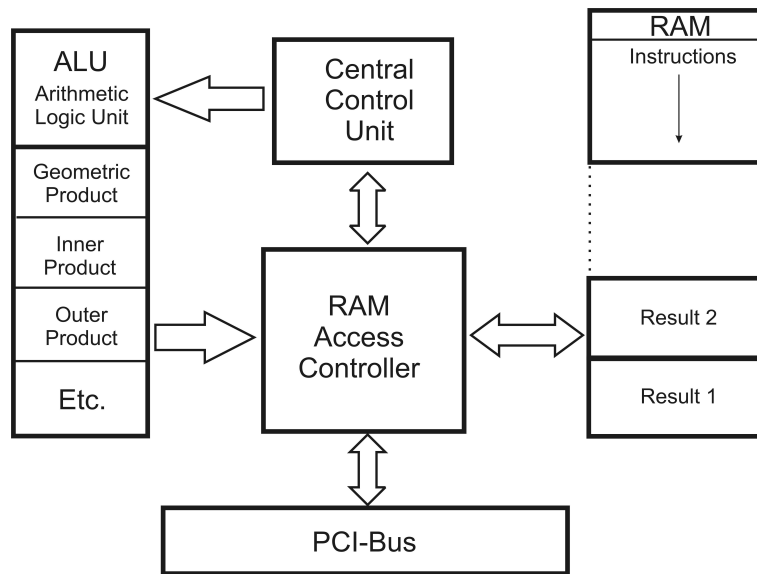 ALU
Arithmetic
Logic Unit
Geometric
Product
Inner
Product
Outer
Product
Etc.
Central
Control
Unit
RAM
Access
Controller
PCI-Bus
RAM
Instructions
Result 2
Result 1